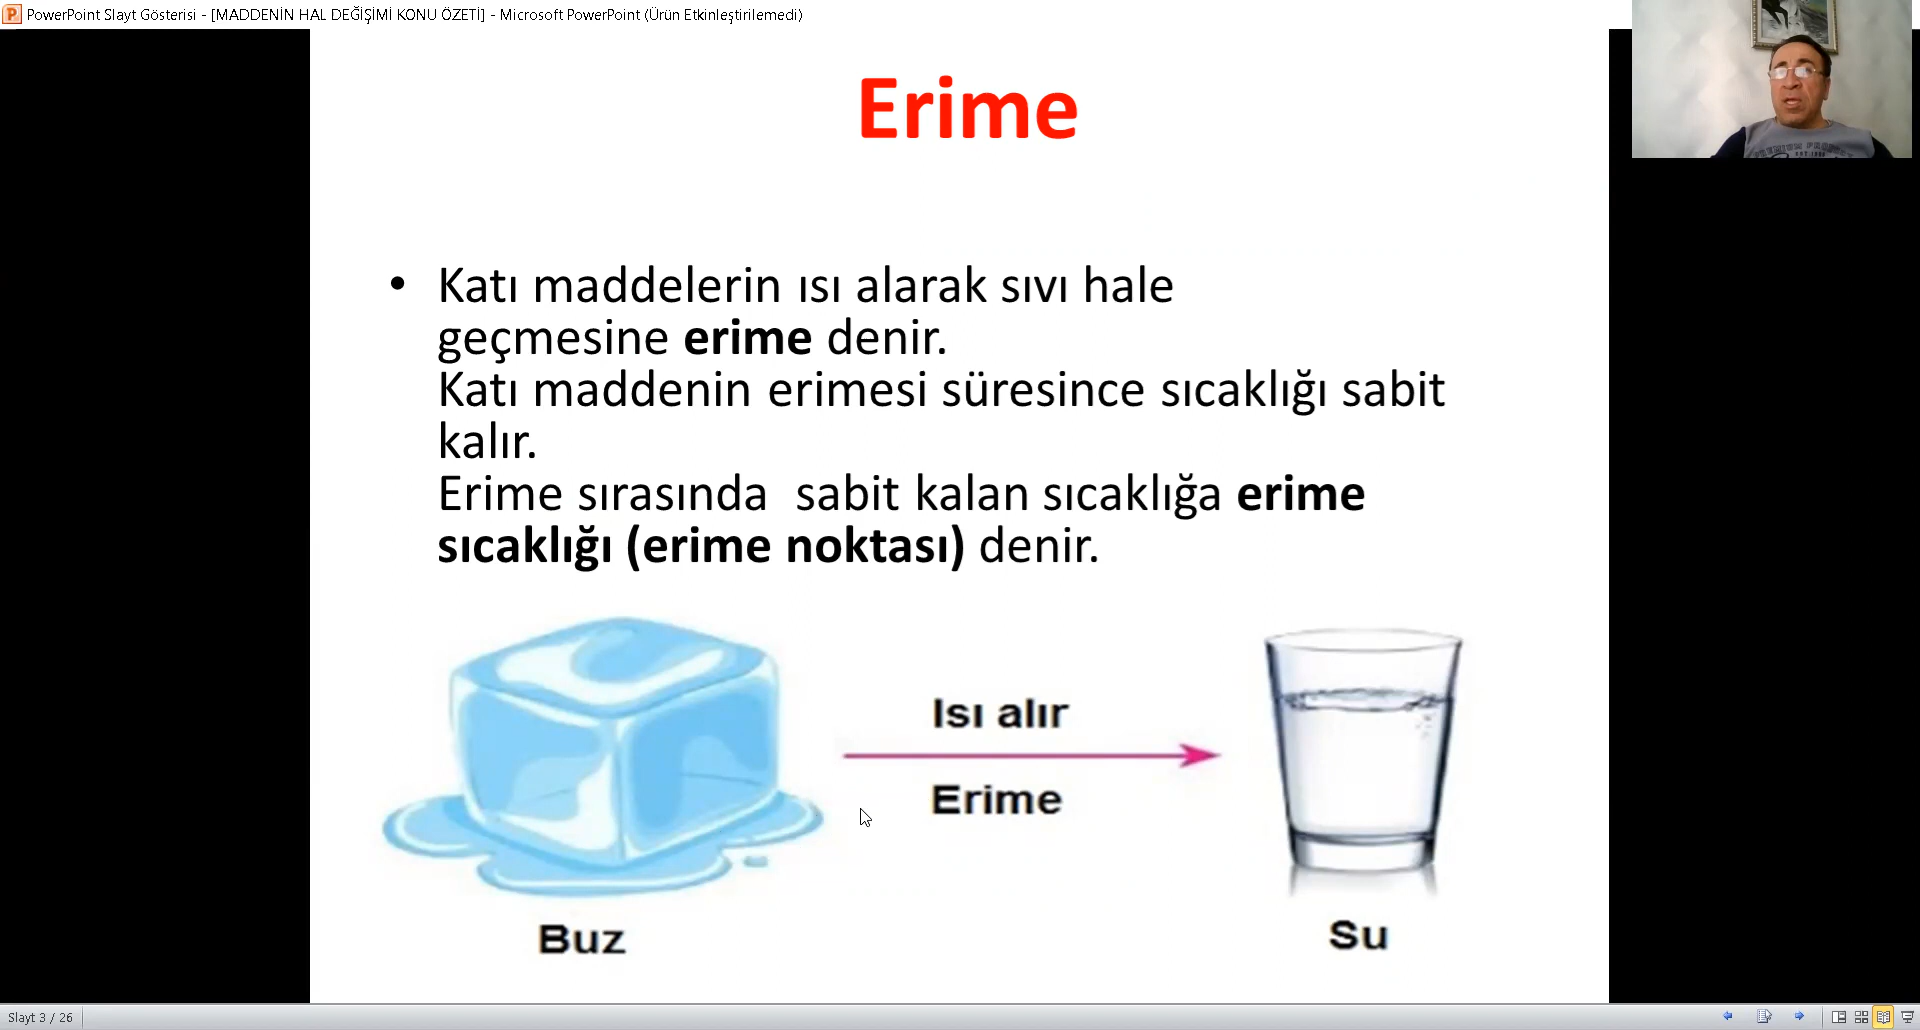 PowerPoint Slayt Gösterisi - [MADDENİN HAL DEĞİŞİMİ KONU ÖZETİ] - Microsoft PowerPoint (Ürün Etkinleştirilemedi)
Erime
• Katı maddelerin ısı alarak sıvı hale
geçmesine erime denir.
Katı maddenin erimesi süresince sıcaklığı sabit
kalır.
Erime sırasında  sabit kalan sıcaklığa erime
sıcaklığı (erime noktası) denir.
Isı alır
Erime
Buz
Su
Slayt 3 / 26